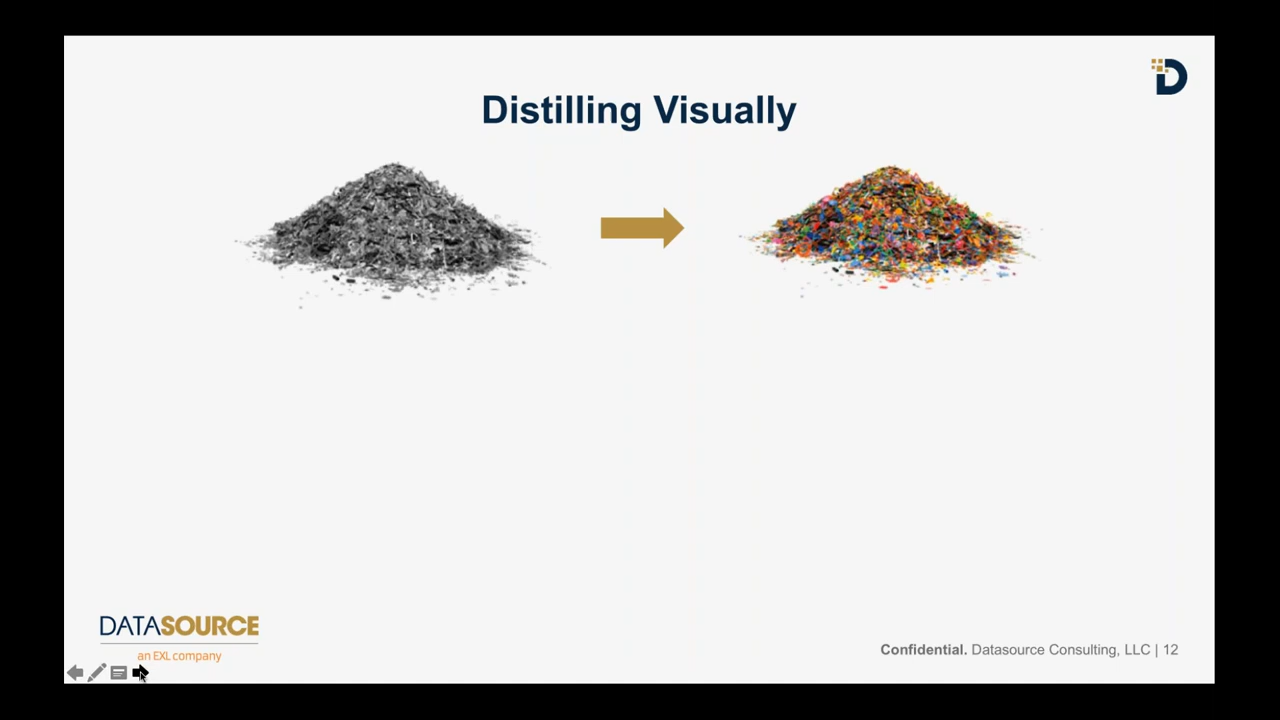 Distilling Visually
DATASOURCE
an EXL company
Confidential. Datasource Consulting, LLC | 12